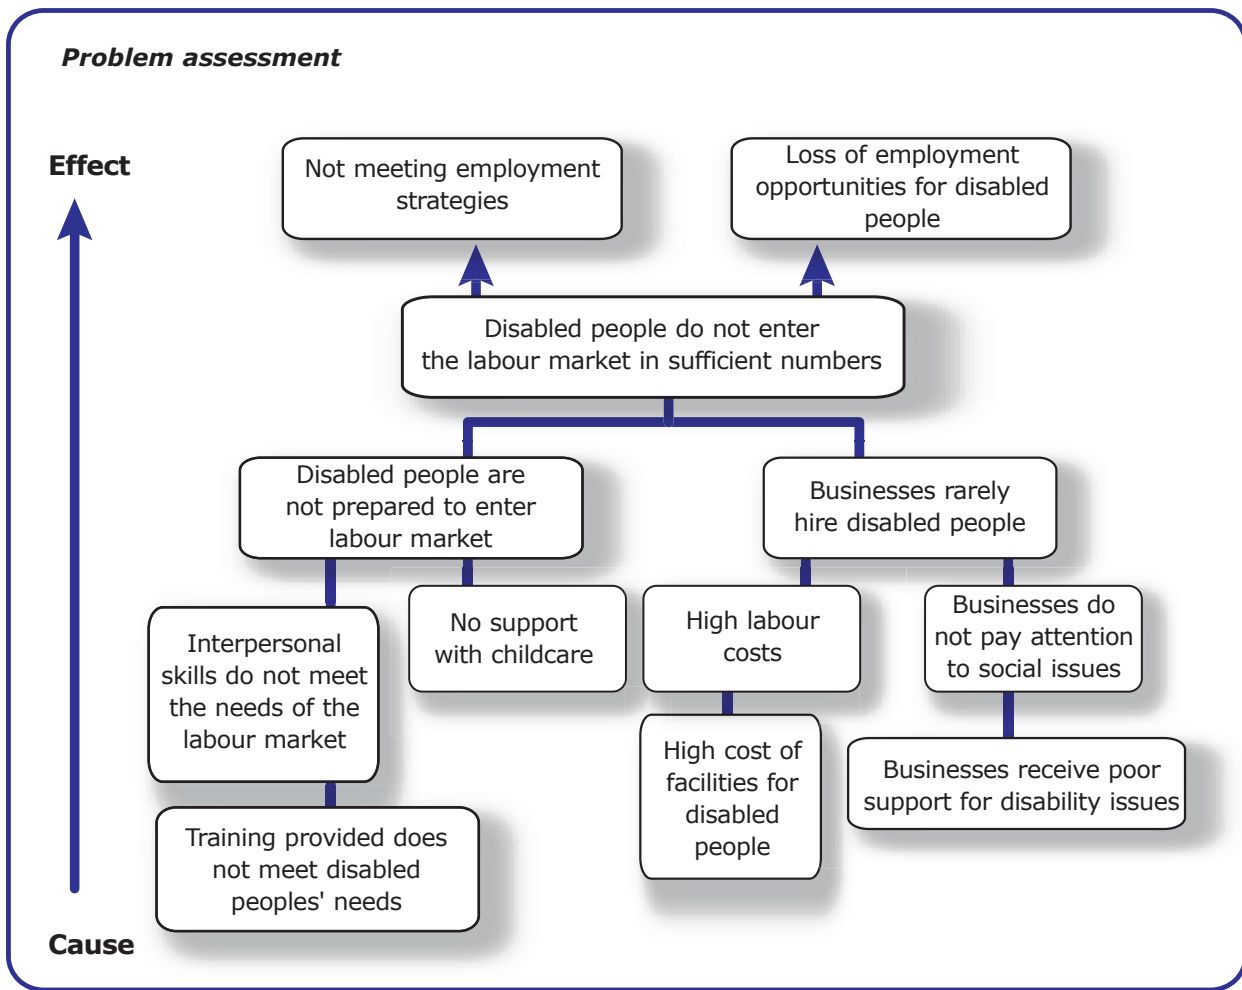 Problem assessment
Effect
Not meeting employment
strategies
Loss of employment
opportunities for disabled
people
Disabled people do not enter
the labour market in sufficient numbers
Disabled people are
not prepared to enter
labour market
Businesses rarely
hire disabled people
Interpersonal
skills do not meet
the needs of the
labour market
No support
with childcare
High labour
costs
Businesses do
not pay attention
to social issues
Training provided does
not meet disabled
peoples' needs
High cost of
facilities for
disabled
people
Businesses receive poor
support for disability issues
Cause